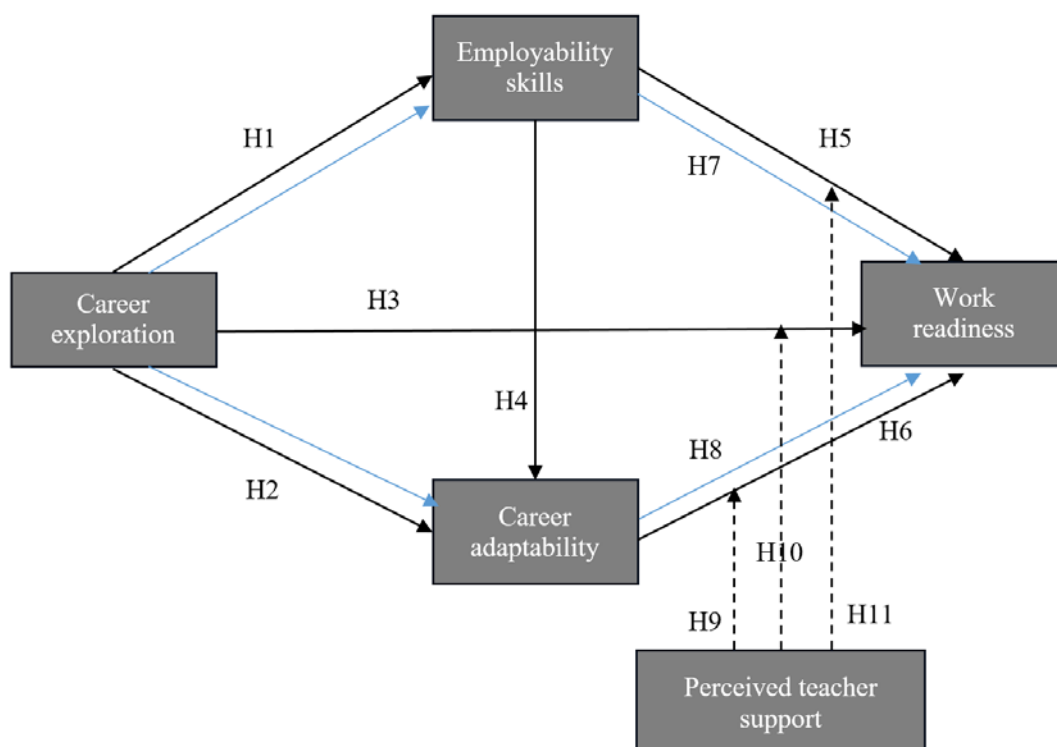 Employability
skills
H1
H5
H7
Career
exploration
H3
Work
readiness
H4
H2
H8
H6
Career
adaptability
H10
H9
H11
Perceived teacher
support